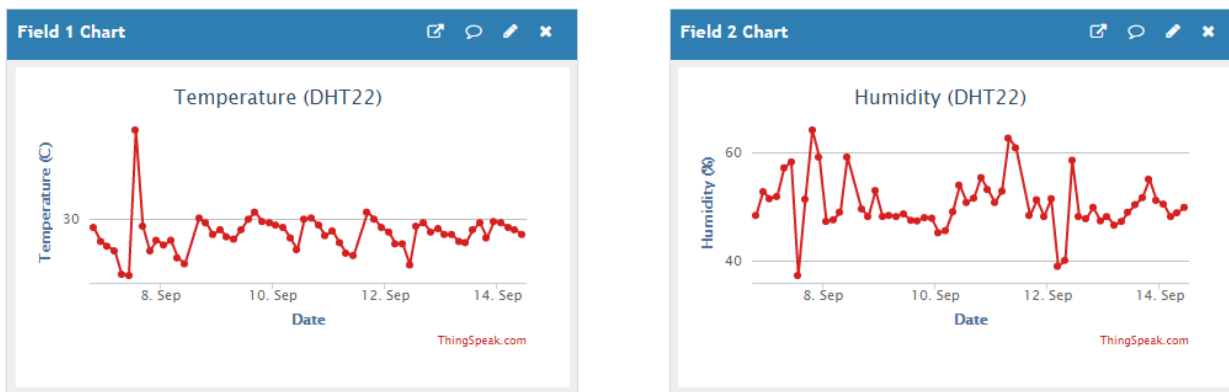 Field 1 Chart
Temperature (DHT22)
Temperature (C)
30
8. Sep 10. Sep 12. Sep 14. Sep
Date
ThingSpeak.com
Field 2 Chart
Humidity (DHT22)
Humidity (%)
60
40
8. Sep 10. Sep 12. Sep 14. Sep
Date
ThingSpeak.com